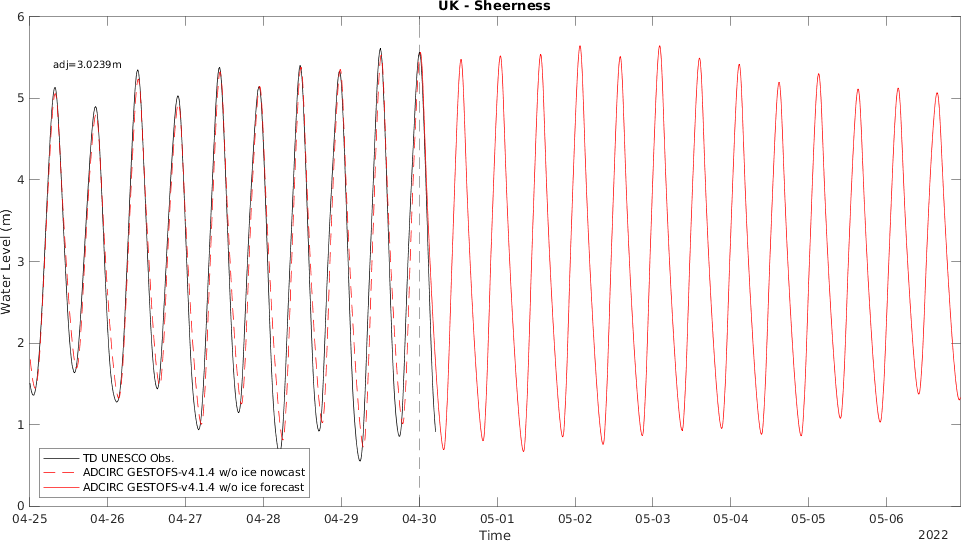 UK - Sheerness
adj=3.0239m
6
5
4
3
2
1
0
Water Level (m)
TD UNESCO Obs.
ADCIRC GESTOFS-v4.1.4 w/o ice nowcast
ADCIRC GESTOFS-v4.1.4 w/o ice forecast
04-25 04-26 04-27 04-28 04-29 04-30 05-01 05-02 05-03 05-04 05-05 05-06
Time
2022